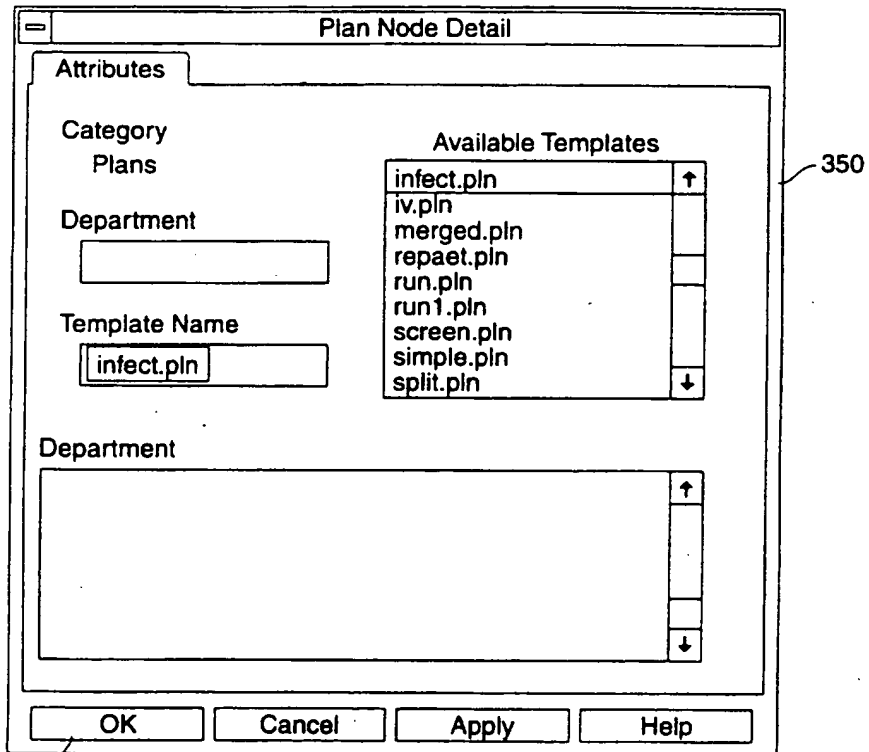 Plan Node Detail
Attributes
Category
Plans
Department
Template Name
infect.pln
Available Templates
infect.pln
iv.pln
merged.pln
repaet.pln
run.pln
run1.pln
screen.pln
simple.pln
split.pln
350
Department
OK
Cancel
Apply
Help